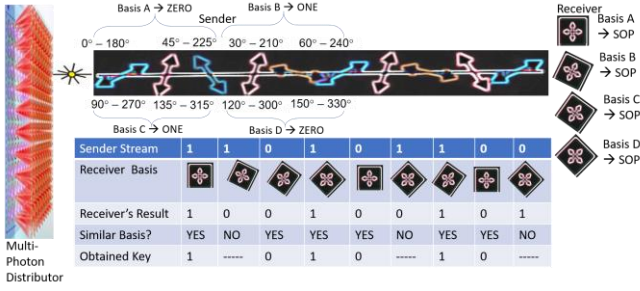 Basis A → ZERO
Sender
Basis B → ONE
0° – 180°
45° – 225°
30° – 210°
60° – 240°
90° – 270°
135° – 315°
120° – 300°
150° – 330°
Basis C → ONE
Basis D → ZERO
Receiver
Basis A
→ SOP
Basis B
→ SOP
Basis C
→ SOP
Basis D
→ SOP
Sender Stream 1 1 0 1 0 1 1 0 0
Receiver Basis
Receiver's Result 1 0 0 1 0 0 1 0 1
Similar Basis? YES NO YES YES YES NO YES YES NO
Obtained Key 1 ----- 0 1 0 ----- 1 0 -----
Multi-
Photon
Distributor